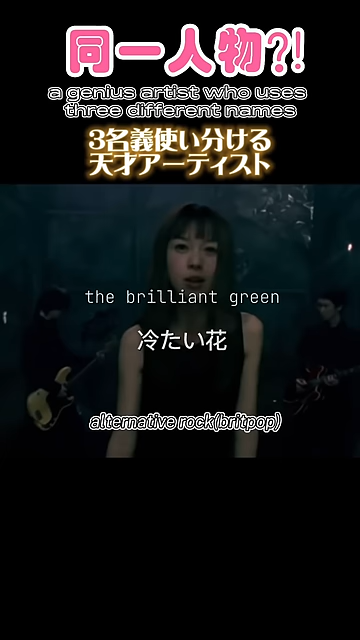 同一人物?!
a genius artist who uses
three different names
3名義使い分ける
天才アーティスト
the brilliant green
冷たい花
alternative rock(britpop)